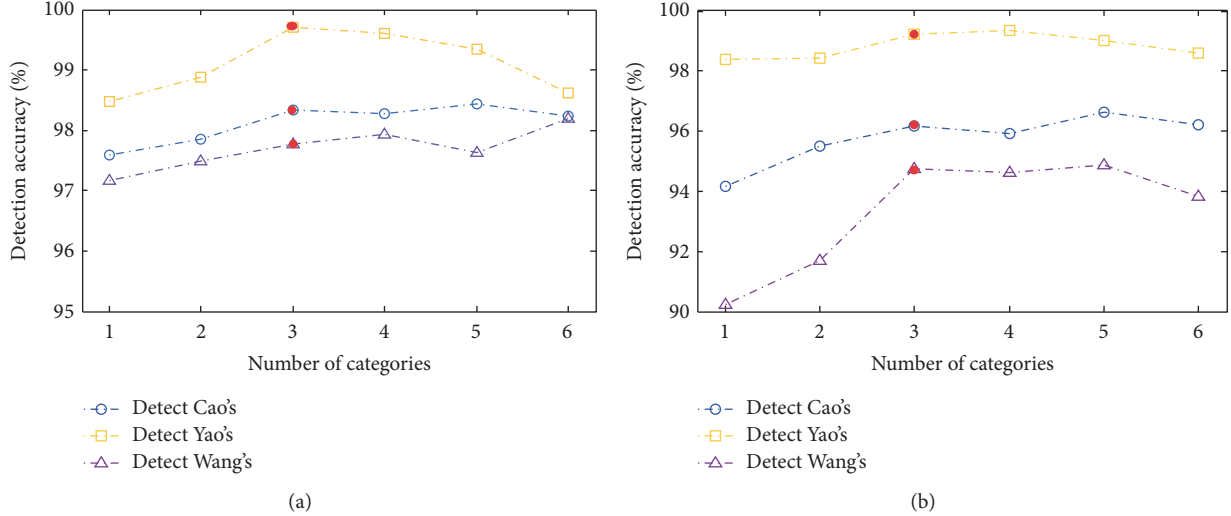 100
99
98
97
96
95
Detection accuracy (%)
1 2 3 4 5 6
Number of categories
Detect Cao's
Detect Yao's
Detect Wang's
(a)
100
98
96
94
92
90
Detection accuracy (%)
1 2 3 4 5 6
Number of categories
Detect Cao's
Detect Yao's
Detect Wang's
(b)